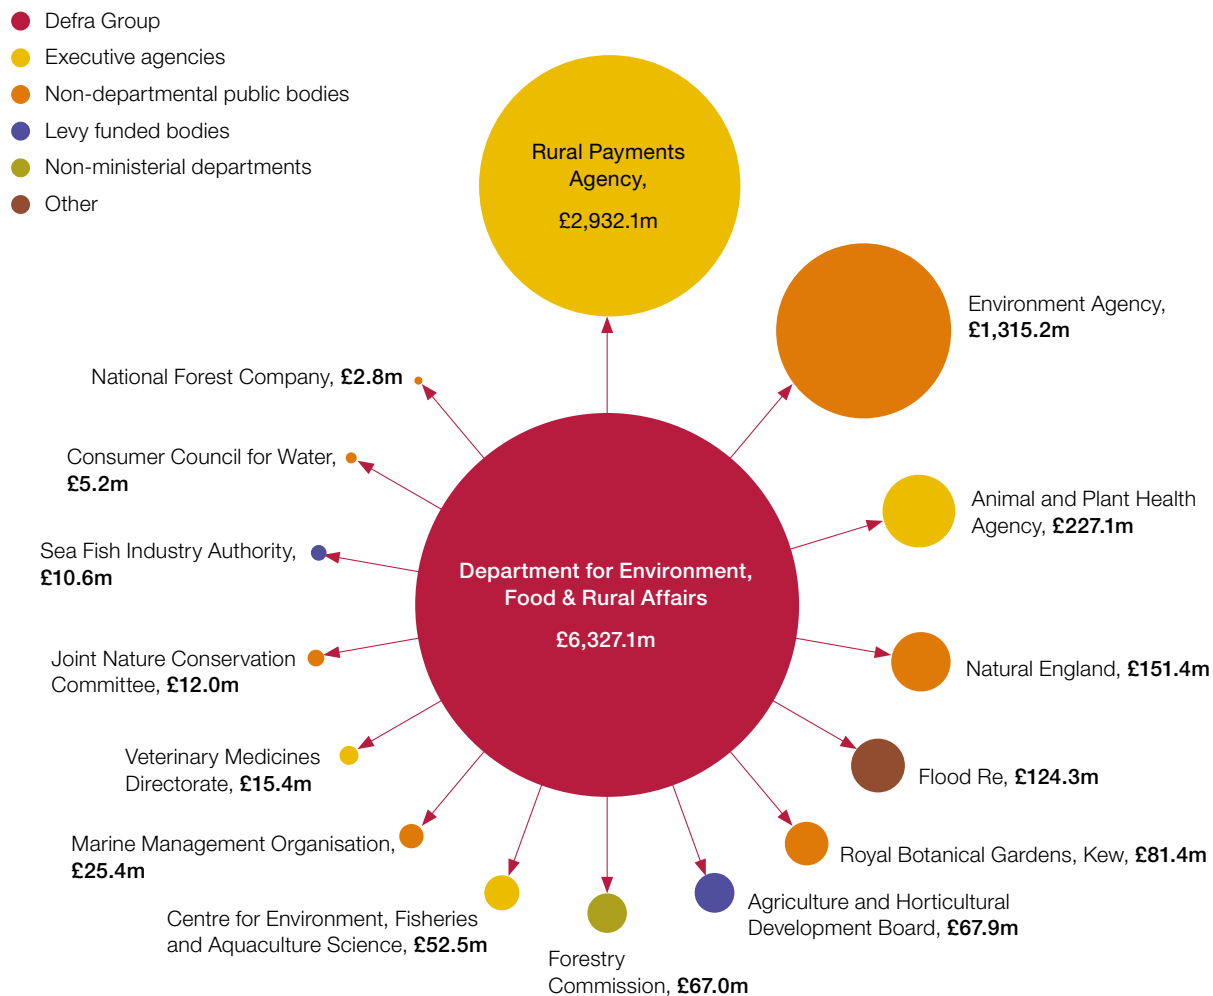 Defra Group
Executive agencies
Non-departmental public bodies
Levy funded bodies
Non-ministerial departments
Other
Rural Payments
Agency,
£2,932.1m
Environment Agency,
£1,315.2m
Animal and Plant Health
Agency, £227.1m
Natural England, £151.4m
Flood Re, £124.3m
Royal Botanical Gardens, Kew, £81.4m
Agriculture and Horticultural
Development Board, £67.9m
Forestry
Commission, £67.0m
Centre for Environment, Fisheries
and Aquaculture Science, £52.5m
Marine Management Organisation,
£25.4m
Veterinary Medicines
Directorate, £15.4m
Joint Nature Conservation
Committee, £12.0m
Sea Fish Industry Authority,
£10.6m
Consumer Council for Water,
£5.2m
National Forest Company, £2.8m
Department for Environment,
Food & Rural Affairs
£6,327.1m